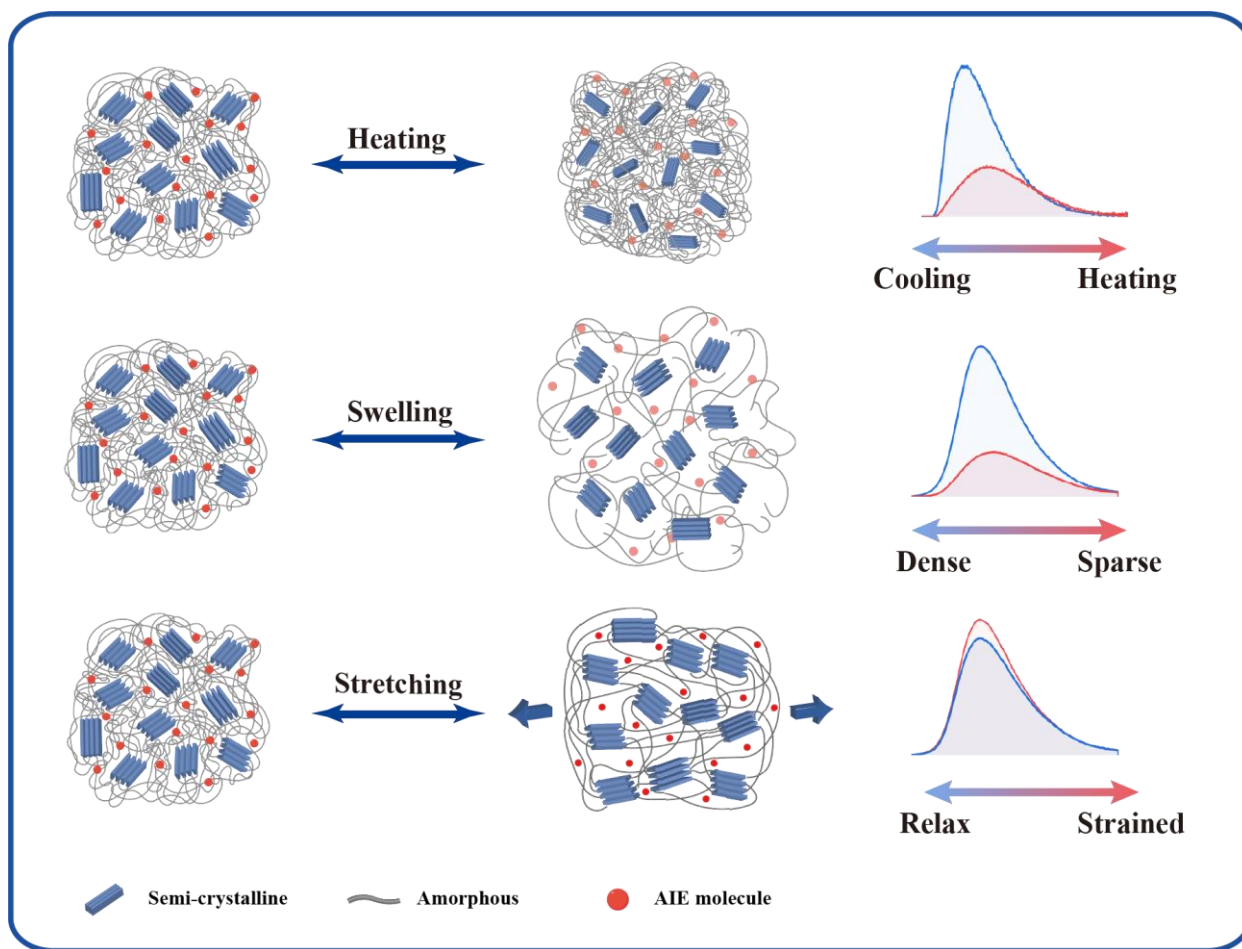 Heating
Cooling Heating
Swelling
Dense Sparse
Stretching
Relax Strained
Semi-crystalline Amorphous AIE molecule